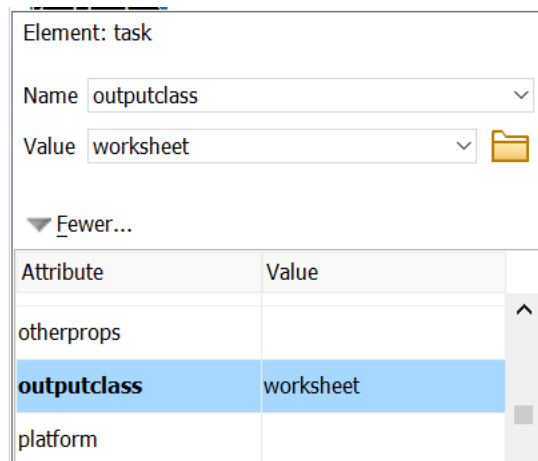 Element: task
Name outputclass
Value worksheet
Fewer...
Attribute Value
otherprops
outputclass worksheet
platform